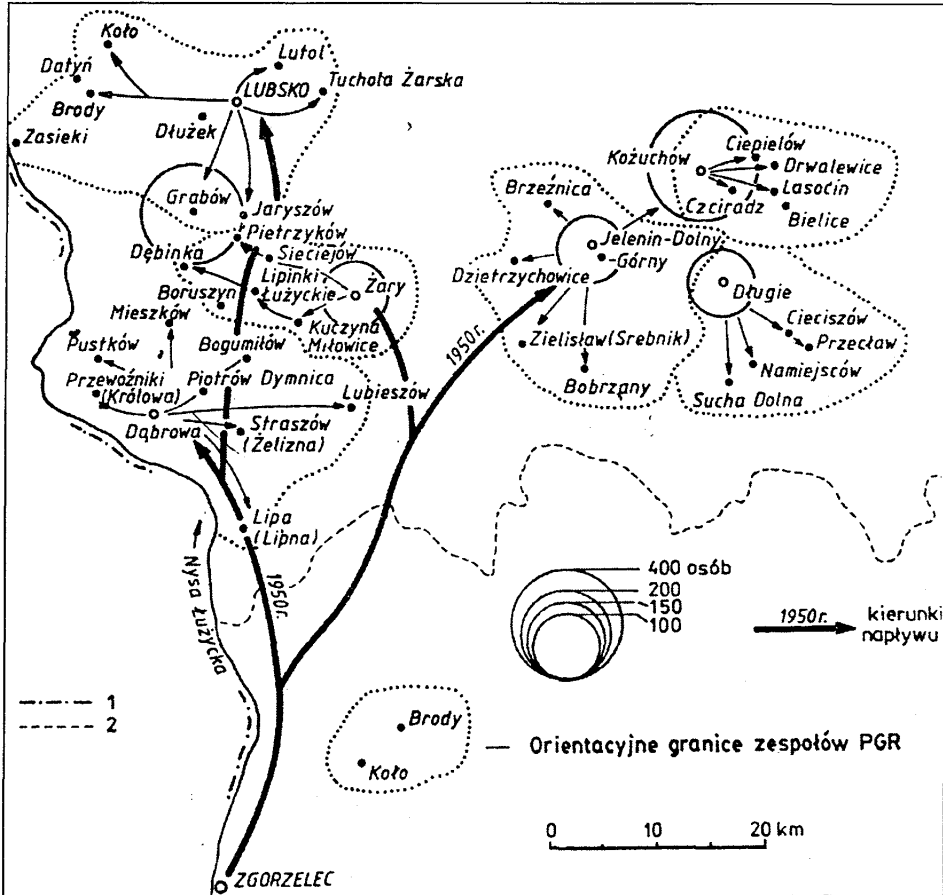 Koło
Lutol
Datyń
LUBSKO
Tuchola Żarska
Brody
Dłużek
Zasieki
Grabów
Jaryszów
Pietrzyków
Sieciejów
Dębinka
Lipinki
Łużyckie
Żary
Boruszyn
Mieszków
Kuczyna
Miłowice
Pustków
Bogumiłów
Przewoźniki
(Królowa)
Piotrów Dymnica
Lubieszów
Dąbrowa
Straszów
(Żelizna)
Lipa
(Lipna)
Kożuchów
Ciepielów
Drwalewice
Lasocin
Czciradz
Bielice
Brzeźnica
Jelenin-Dolny
-Górny
Dzietrzychowice
Długie
Cieciszów
Przecław
Zielisław (Srebnik)
Namiejsców
Bobrzany
Sucha Dolna
1950r.
1950r.
Nysa Łużycka
400 osób
200
150
100
1950r.
kierunki
napływu
1
2
Brody
Koło
— Orientacyjne granice zespołów PGR
0 10 20 km
ZGORZELEC